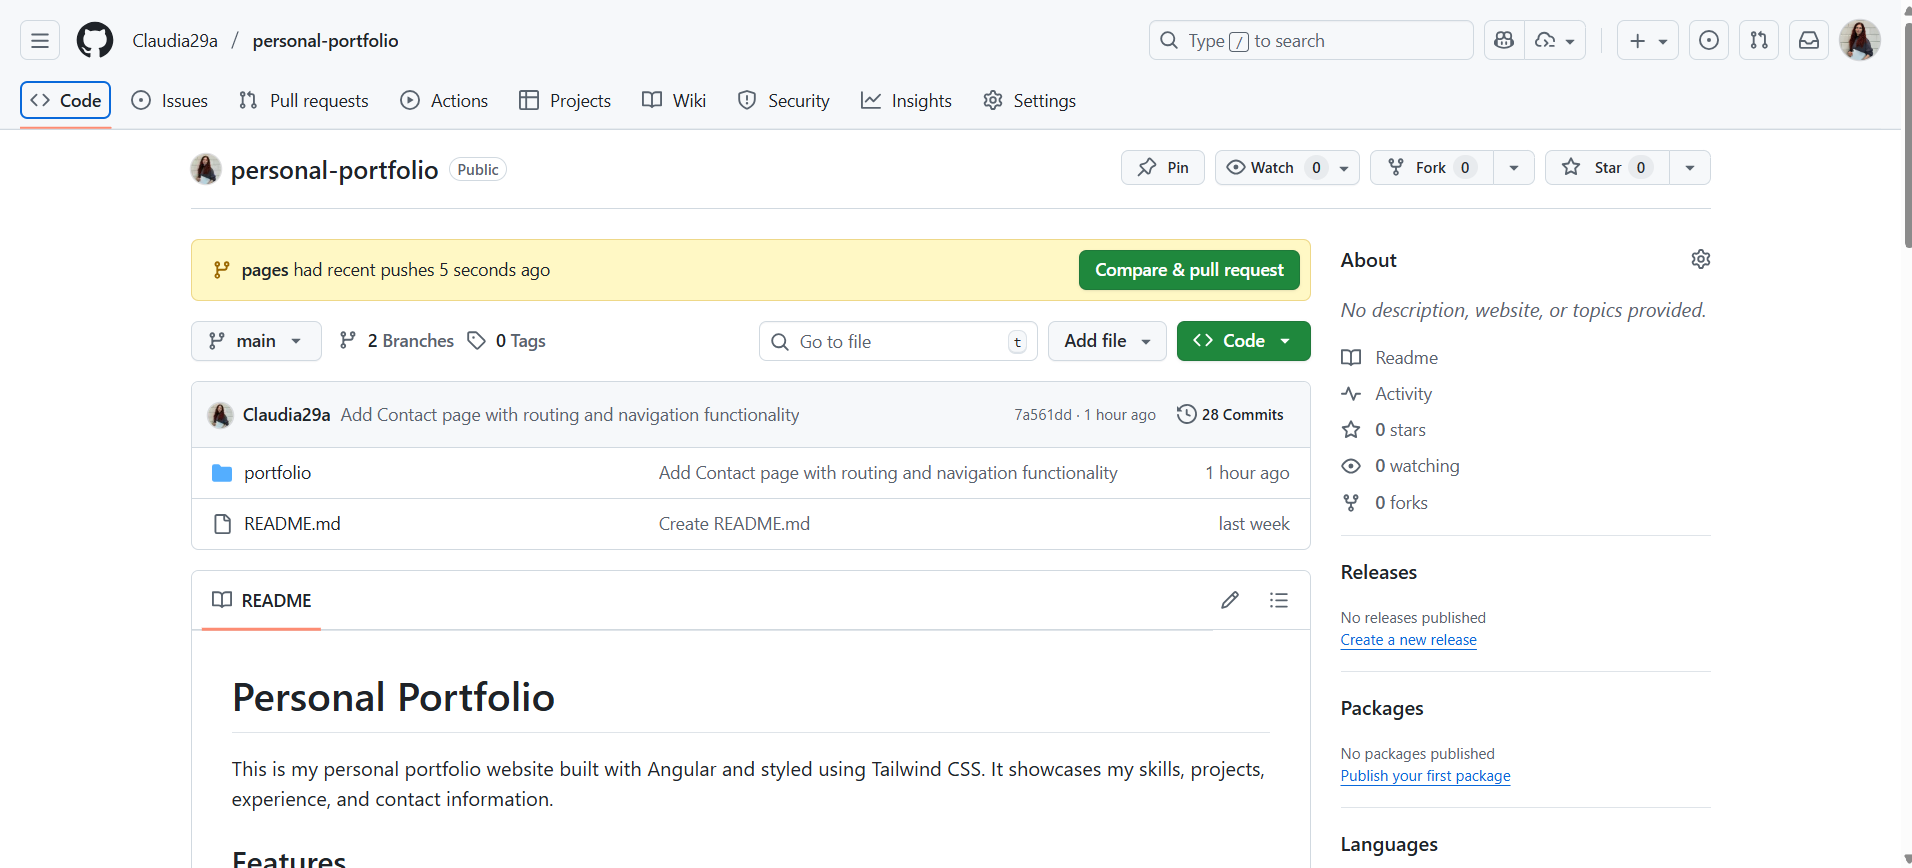 Claudia29a / personal-portfolio
Type / to search
Code Issues Pull requests Actions Projects Wiki Security Insights Settings
personal-portfolio Public
Pin Watch 0 Fork 0 Star 0
pages had recent pushes 5 seconds ago
Compare & pull request
main 2 Branches 0 Tags
Go to file t
Add file
Code
Claudia29a Add Contact page with routing and navigation functionality 7a561dd · 1 hour ago 28 Commits
portfolio Add Contact page with routing and navigation functionality 1 hour ago
README.md Create README.md last week
README
Personal Portfolio
This is my personal portfolio website built with Angular and styled using Tailwind CSS. It showcases my skills, projects,
experience, and contact information.
Features
About
No description, website, or topics provided.
Readme
Activity
0 stars
0 watching
0 forks
Releases
No releases published
Create a new release
Packages
No packages published
Publish your first package
Languages